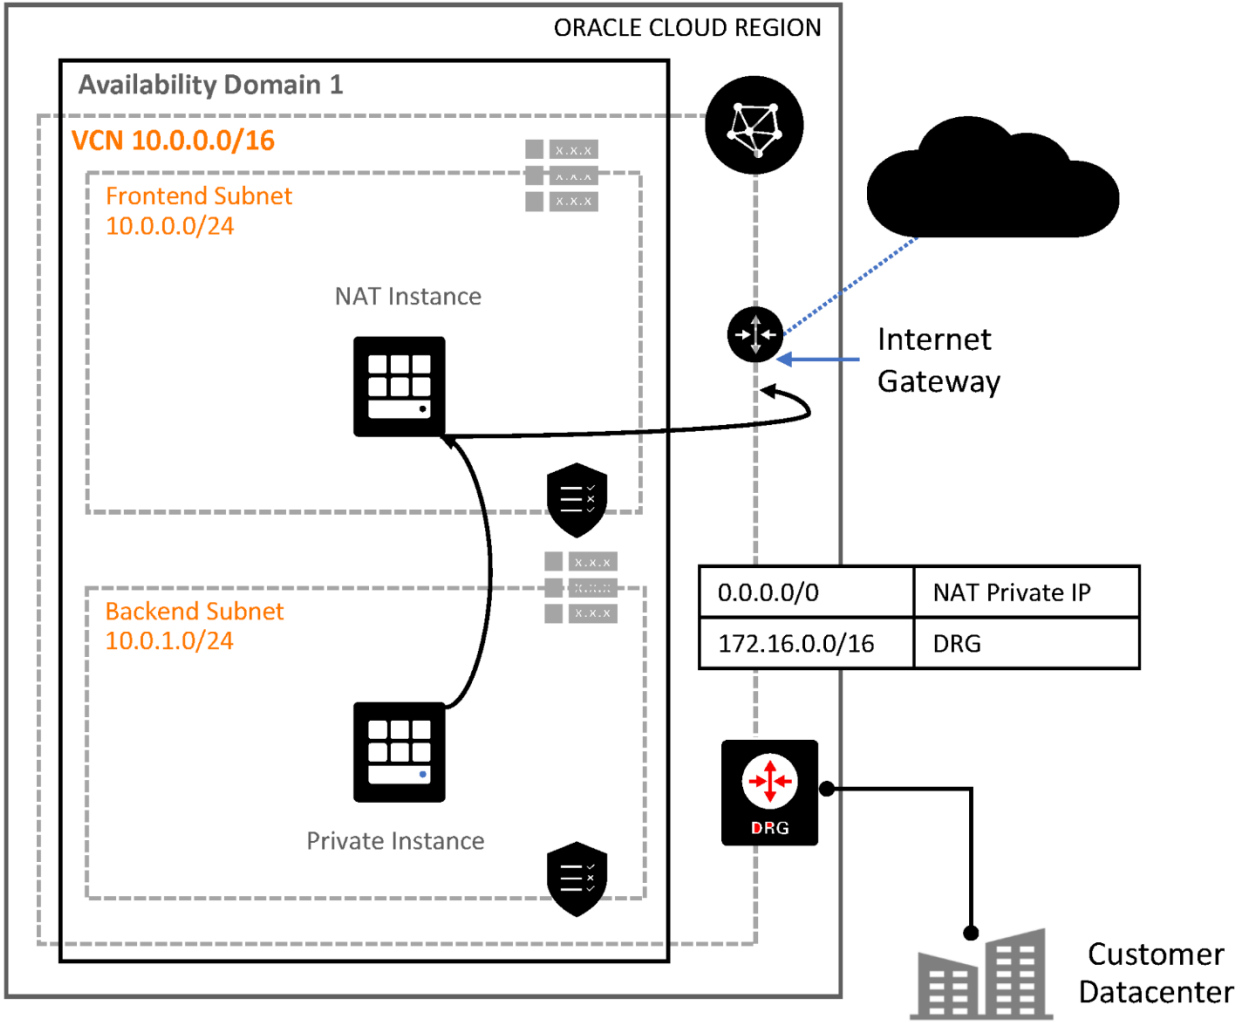 ORACLE CLOUD REGION
Availability Domain 1
VCN 10.0.0.0/16
x.x.x
x.x.x
x.x.x
Frontend Subnet
10.0.0.0/24
NAT Instance
Internet
Gateway
x.x.x
x.x.x
x.x.x
0.0.0.0/0 NAT Private IP
172.16.0.0/16 DRG
Backend Subnet
10.0.1.0/24
DRG
Private Instance
Customer
Datacenter